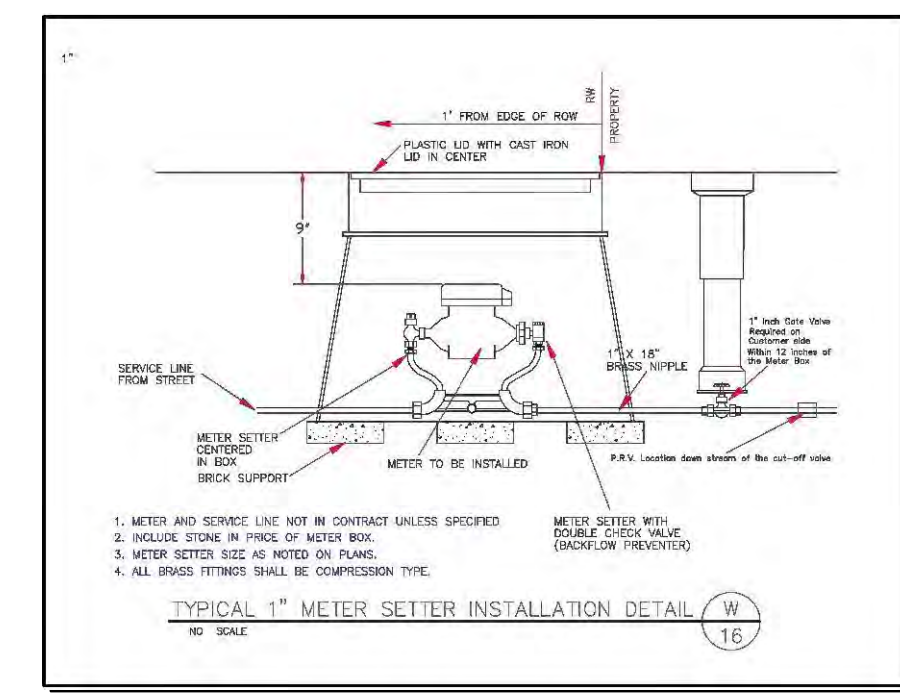 1"
RW
PROPERTY
1' FROM EDGE OF ROW
PLASTIC LID WITH CAST IRON
LID IN CENTER
9"
1" Inch Gate Valve
Required on
Customer side
Within 12 inches of
the Meter Box
1" X 18"
BRASS NIPPLE
SERVICE LINE
FROM STREET
METER SETTER
CENTERED
IN BOX
BRICK SUPPORT
METER TO BE INSTALLED
P.R.V. Location down stream of the cut-off valve
METER SETTER WITH
DOUBLE CHECK VALVE
(BACKFLOW PREVENTER)
1. METER AND SERVICE LINE NOT IN CONTRACT UNLESS SPECIFIED
2. INCLUDE STONE IN PRICE OF METER BOX.
3. METER SETTER SIZE AS NOTED ON PLANS.
4. ALL BRASS FITTINGS SHALL BE COMPRESSION TYPE.
TYPICAL 1" METER SETTER INSTALLATION DETAIL
NO SCALE
W
16